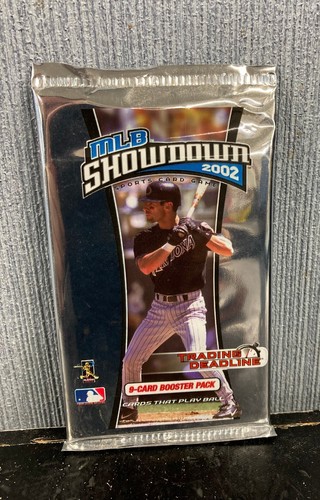 MLB
SHOWDOWN
2002
SPORTS CARD GAME
TRADING
DEADLINE
9-CARD BOOSTER PACK
CARDS THAT PLAY BALL